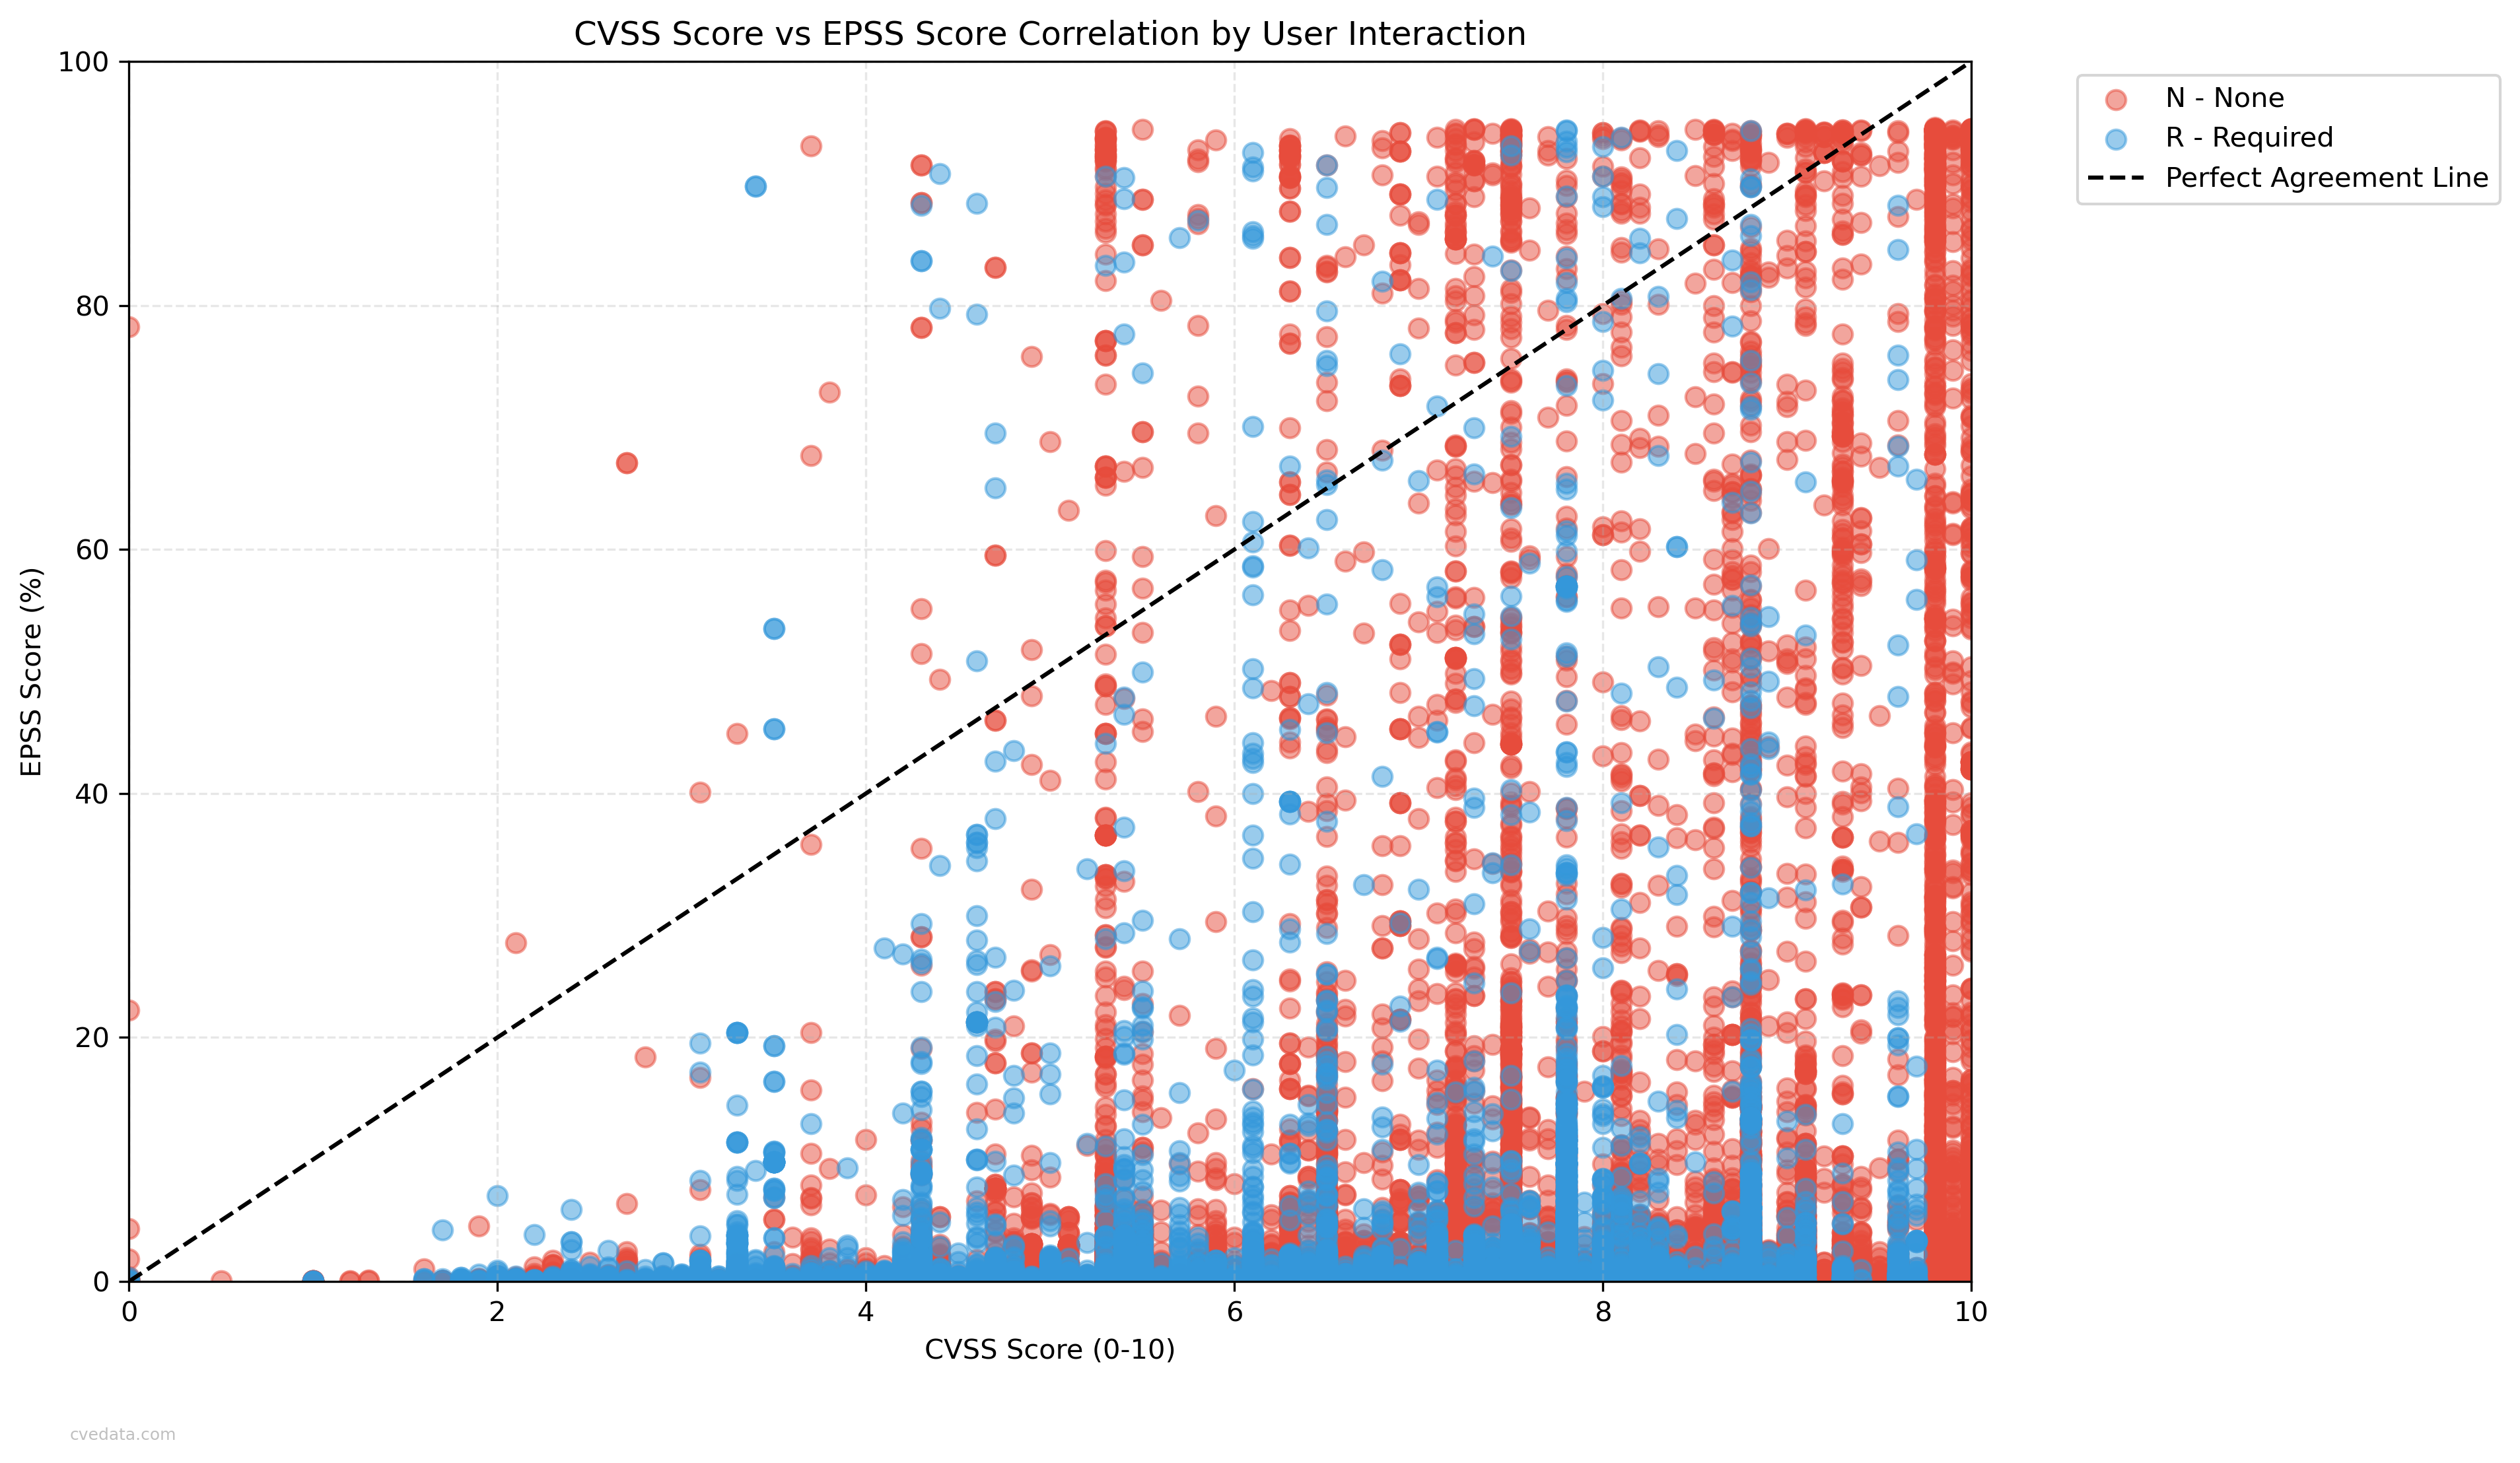 CVSS Score vs EPSS Score Correlation by User Interaction
100
80
60
40
20
0
EPSS Score (%)
0 2 4 6 8 10
CVSS Score (0-10)
N - None
R - Required
Perfect Agreement Line
cvedata.com